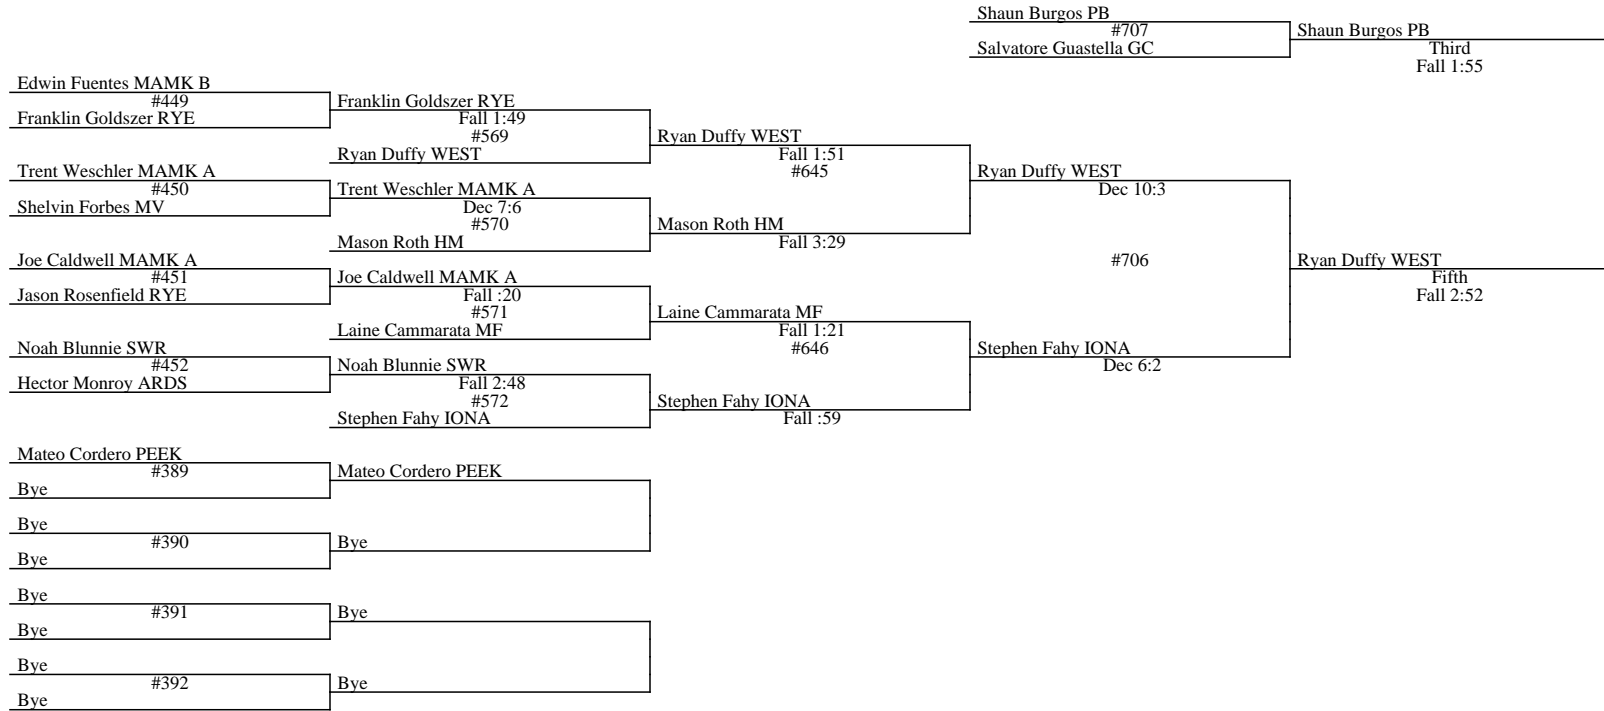 Shaun Burgos PB
#707
Salvatore Guastella GC
Shaun Burgos PB
Third
Fall 1:55
Edwin Fuentes MAMK B
#449
Franklin Goldszer RYE
Trent Weschler MAMK A
#450
Shelvin Forbes MV
Joe Caldwell MAMK A
#451
Jason Rosenfield RYE
Noah Blunnie SWR
#452
Hector Monroy ARDS
Franklin Goldszer RYE
Fall 1:49
#569
Ryan Duffy WEST
Trent Weschler MAMK A
Dec 7:6
#570
Mason Roth HM
Joe Caldwell MAMK A
Fall :20
#571
Laine Cammarata MF
Noah Blunnie SWR
Fall 2:48
#572
Stephen Fahy IONA
Ryan Duffy WEST
Fall 1:51
#645
Mason Roth HM
Fall 3:29
Laine Cammarata MF
Fall 1:21
#646
Stephen Fahy IONA
Fall :59
Ryan Duffy WEST
Dec 10:3
#706
Stephen Fahy IONA
Dec 6:2
Ryan Duffy WEST
Fifth
Fall 2:52
Mateo Cordero PEEK
#389
Bye
Bye
#390
Bye
Bye
#391
Bye
Bye
#392
Bye
Mateo Cordero PEEK
Bye
Bye
Bye